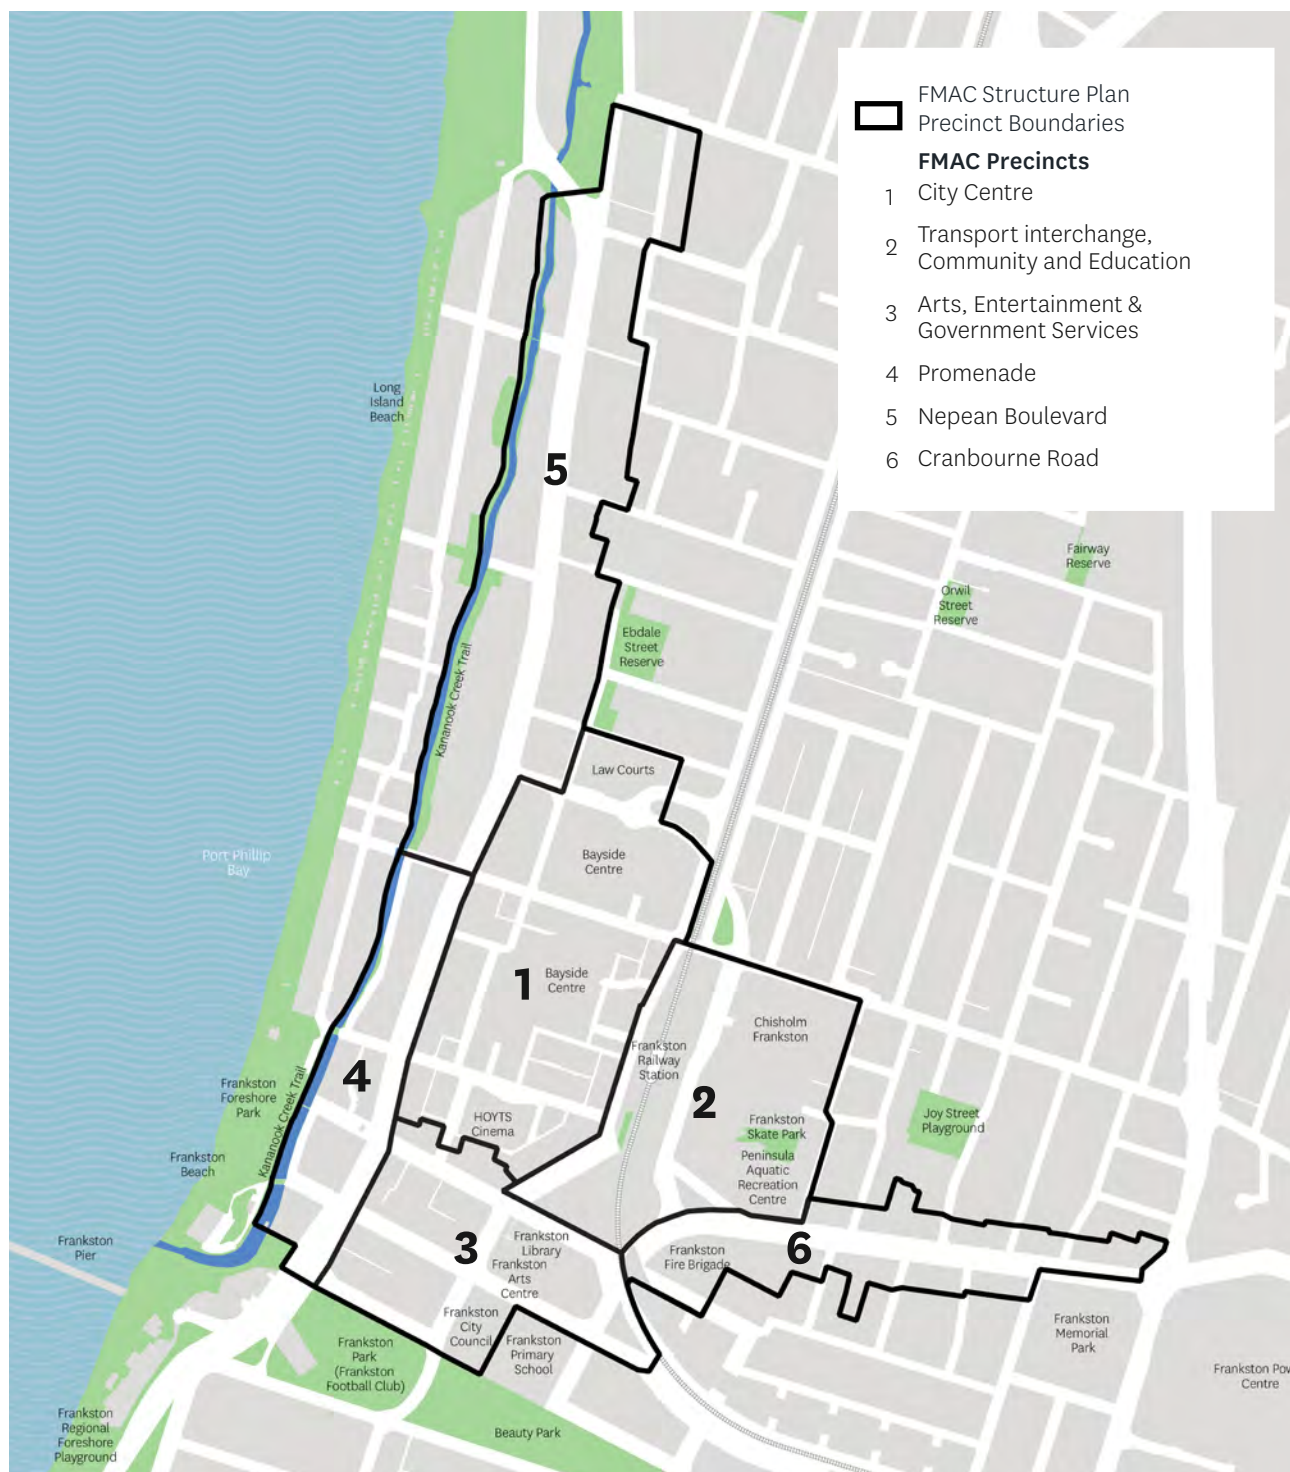 FMAC Structure Plan
Precinct Boundaries
FMAC Precincts
1 City Centre
2 Transport interchange,
Community and Education
3 Arts, Entertainment &
Government Services
4 Promenade
5 Nepean Boulevard
6 Cranbourne Road
Long
Island
Beach
5
Fairway
Reserve
Orwil
Street
Reserve
Ebdale
Street
Reserve
Kananook Creek Trail
Law Courts
Port Phillip
Bay
Bayside
Centre
1
Bayside
Centre
Chisholm
Frankston
Frankston
Railway
Station
4
2
Frankston
Foreshore
Park
Kananook Creek Trail
HOYTS
Cinema
Frankston
Skate Park
Joy Street
Playground
Frankston
Beach
Peninsula
Aquatic
Recreation
Centre
Frankston
Pier
3
Frankston
Library
Frankston
Arts
Centre
Frankston
Fire Brigade
6
Frankston
City
Council
Frankston
Primary
School
Frankston
Park
(Frankston
Football Club)
Frankston
Memorial
Park
Frankston Pow
Centre
Frankston
Regional
Foreshore
Playground
Beauty Park